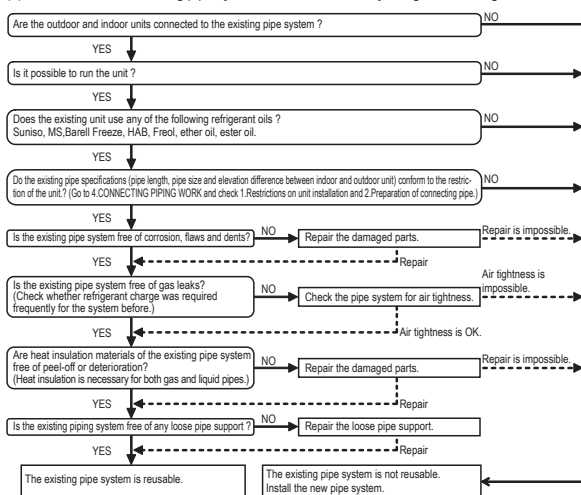 Are the outdoor and indoor units connected to the existing pipe system ?
NO
YES
Is it possible to run the unit ?
NO
YES
Does the existing unit use any of the following refrigerant oils ?
Suniso, MS,Barell Freeze, HAB, Freol, ether oil, ester oil.
NO
YES
Do the existing pipe specifications (pipe length, pipe size and elevation difference between indoor and outdoor unit) conform to the restric-
tion of the unit.? (Go to 4.CONNECTING PIPING WORK and check 1.Restrictions on unit installation and 2.Preparation of connecting pipe.)
NO
YES
Is the existing pipe system free of corrosion, flaws and dents?
NO
Repair the damaged parts.
Repair is impossible.
YES
Repair
Is the existing pipe system free of gas leaks?
(Check whether refrigerant charge was required
frequently for the system before.)
NO
Check the pipe system for air tightness.
Air tightness is
impossible.
YES
Air tightness is OK.
Are heat insulation materials of the existing pipe system
free of peel-off or deterioration?
(Heat insulation is necessary for both gas and liquid pipes.)
NO
Repair the damaged parts.
Repair is impossible.
YES
Repair
Is the existing piping system free of any loose pipe support ?
NO
Repair the loose pipe support.
YES
Repair
The existing pipe system is reusable.
The existing pipe system is not reusable.
Install the new pipe system.